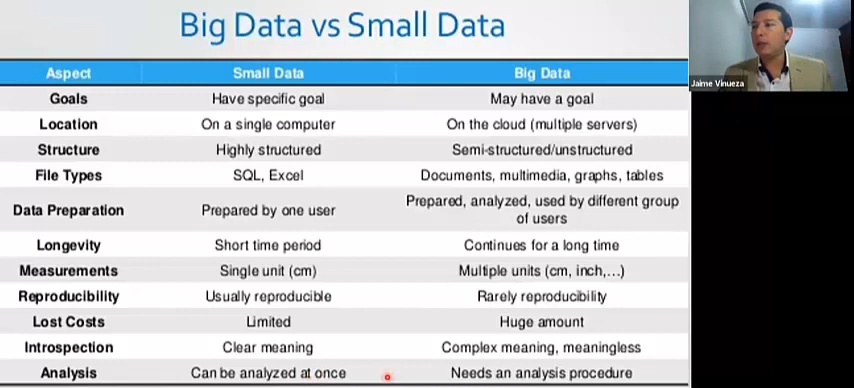 Big Data vs Small Data
Aspect Small Data Big Data
Goals Have specific goal May have a goal
Location On a single computer On the cloud (multiple servers)
Structure Highly structured Semi-structured/unstructured
File Types SQL, Excel Documents, multimedia, graphs, tables
Data Preparation Prepared by one user Prepared, analyzed, used by different group
of users
Longevity Short time period Continues for a long time
Measurements Single unit (cm) Multiple units (cm, inch,...)
Reproducibility Usually reproducible Rarely reproducibility
Lost Costs Limited Huge amount
Introspection Clear meaning Complex meaning, meaningless
Analysis Can be analyzed at once Needs an analysis procedure
Jaime Vinueza